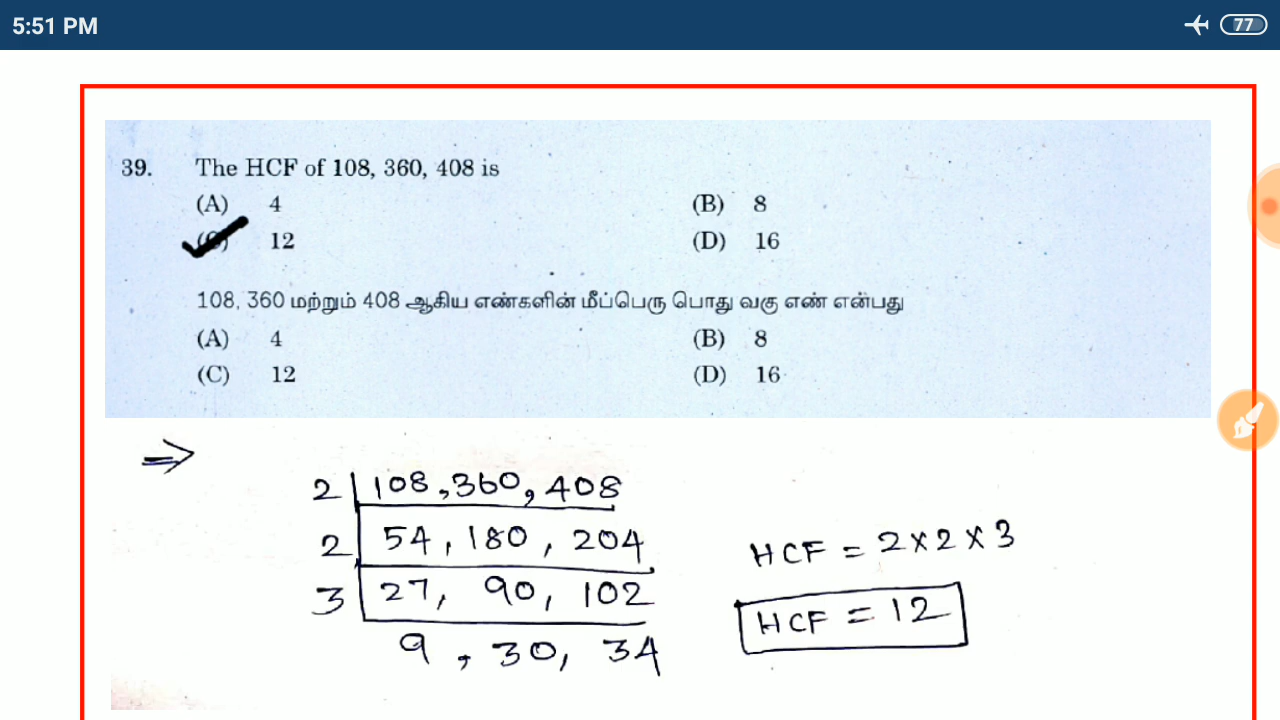 5:51 PM 77
39. The HCF of 108, 360, 408 is
(A) 4 (B) 8
(C) 12 (D) 16
108, 360 மற்றும் 408 ஆகிய எண்களின் மீப்பெரு பொது வகு எண் என்பது
(A) 4 (B) 8
(C) 12 (D) 16
⇒
2 108, 360, 408
2 54, 180, 204
3 27, 90, 102
9, 30, 34
HCF = 2 × 2 × 3
HCF = 12